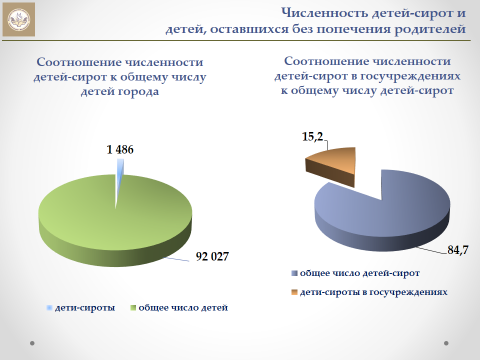 Численность детей-сирот и
детей, оставшихся без попечения родителей
Соотношение численности
детей-сирот к общему числу
детей города
1 486
92 027
дети-сироты
общее число детей
Соотношение численности
детей-сирот в госучреждениях
к общему числу детей-сирот
15,2
84,7
общее число детей-сирот
дети-сироты в госучреждениях